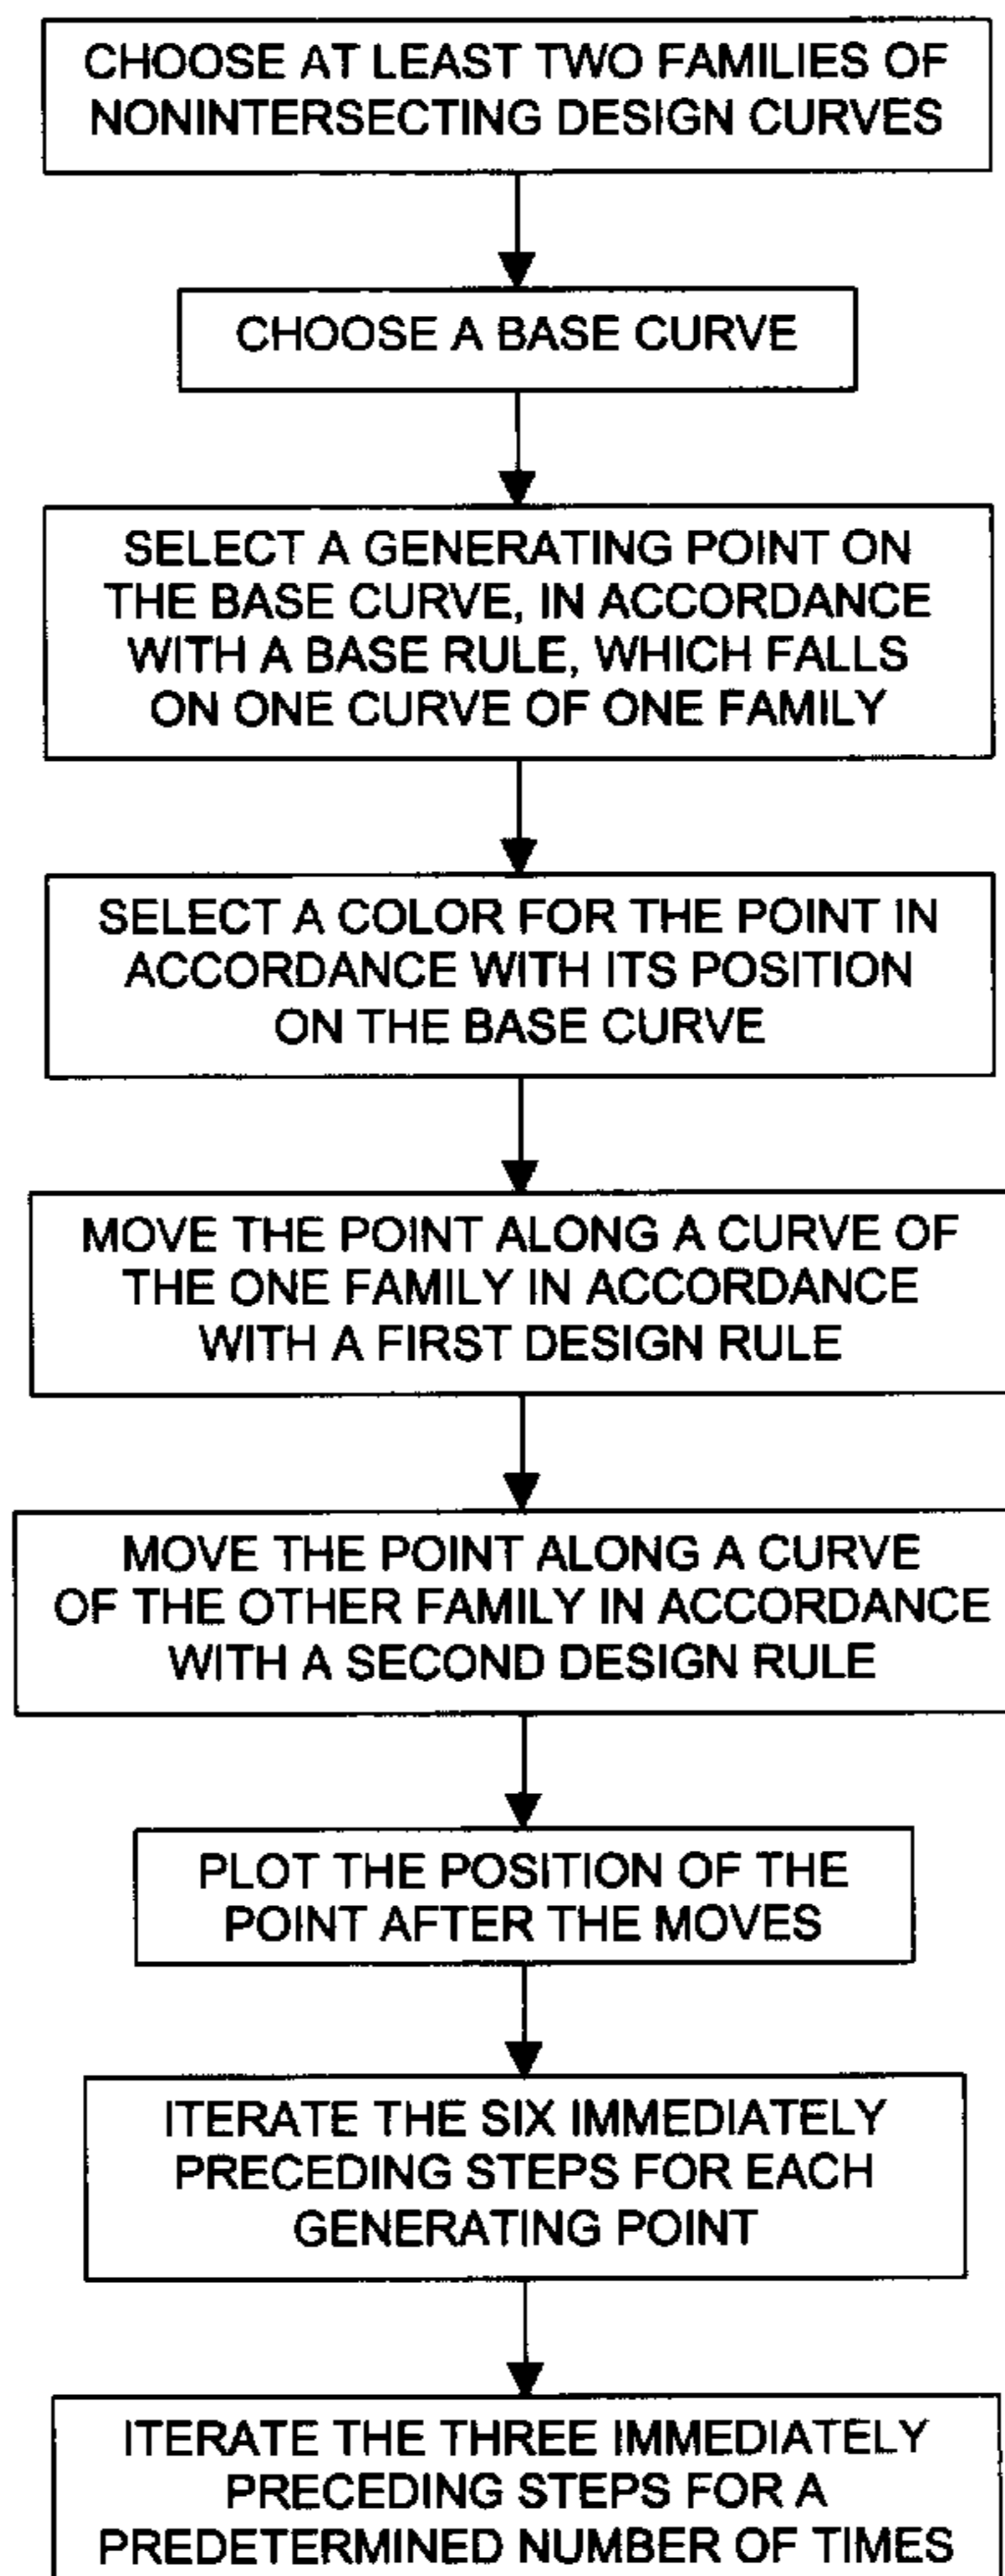 CHOOSE AT LEAST TWO FAMILIES OF
NONINTERSECTING DESIGN CURVES
CHOOSE A BASE CURVE
SELECT A GENERATING POINT ON
THE BASE CURVE, IN ACCORDANCE
WITH A BASE RULE, WHICH FALLS
ON ONE CURVE OF ONE FAMILY
SELECT A COLOR FOR THE POINT IN
ACCORDANCE WITH ITS POSITION
ON THE BASE CURVE
MOVE THE POINT ALONG A CURVE OF
THE ONE FAMILY IN ACCORDANCE
WITH A FIRST DESIGN RULE
MOVE THE POINT ALONG A CURVE
OF THE OTHER FAMILY IN ACCORDANCE
WITH A SECOND DESIGN RULE
PLOT THE POSITION OF THE
POINT AFTER THE MOVES
ITERATE THE SIX IMMEDIATELY
PRECEDING STEPS FOR EACH
GENERATING POINT
ITERATE THE THREE IMMEDIATELY
PRECEDING STEPS FOR A
PREDETERMINED NUMBER OF TIMES